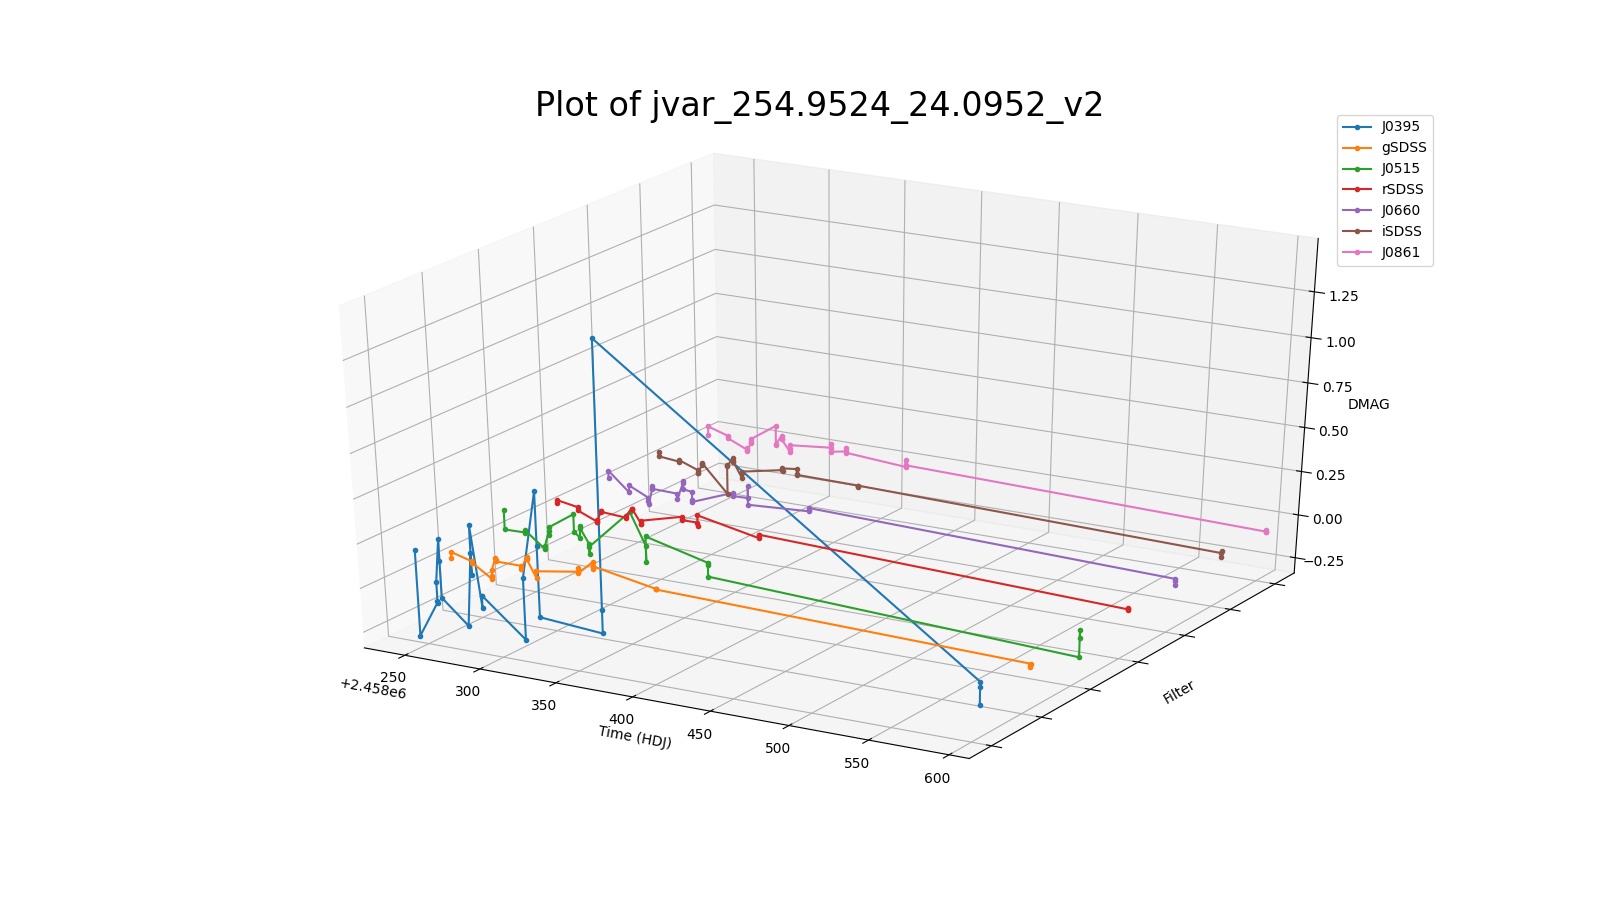 Plot of jvar_254.9524_24.0952_v2
J0395
gSDSS
J0515
rSDSS
J0660
iSDSS
J0861
1.25
1.00
0.75
DMAG
0.50
0.25
0.00
−0.25
Filter
250
300
350
400
450
500
550
600
+2.458e6
Time (HDJ)